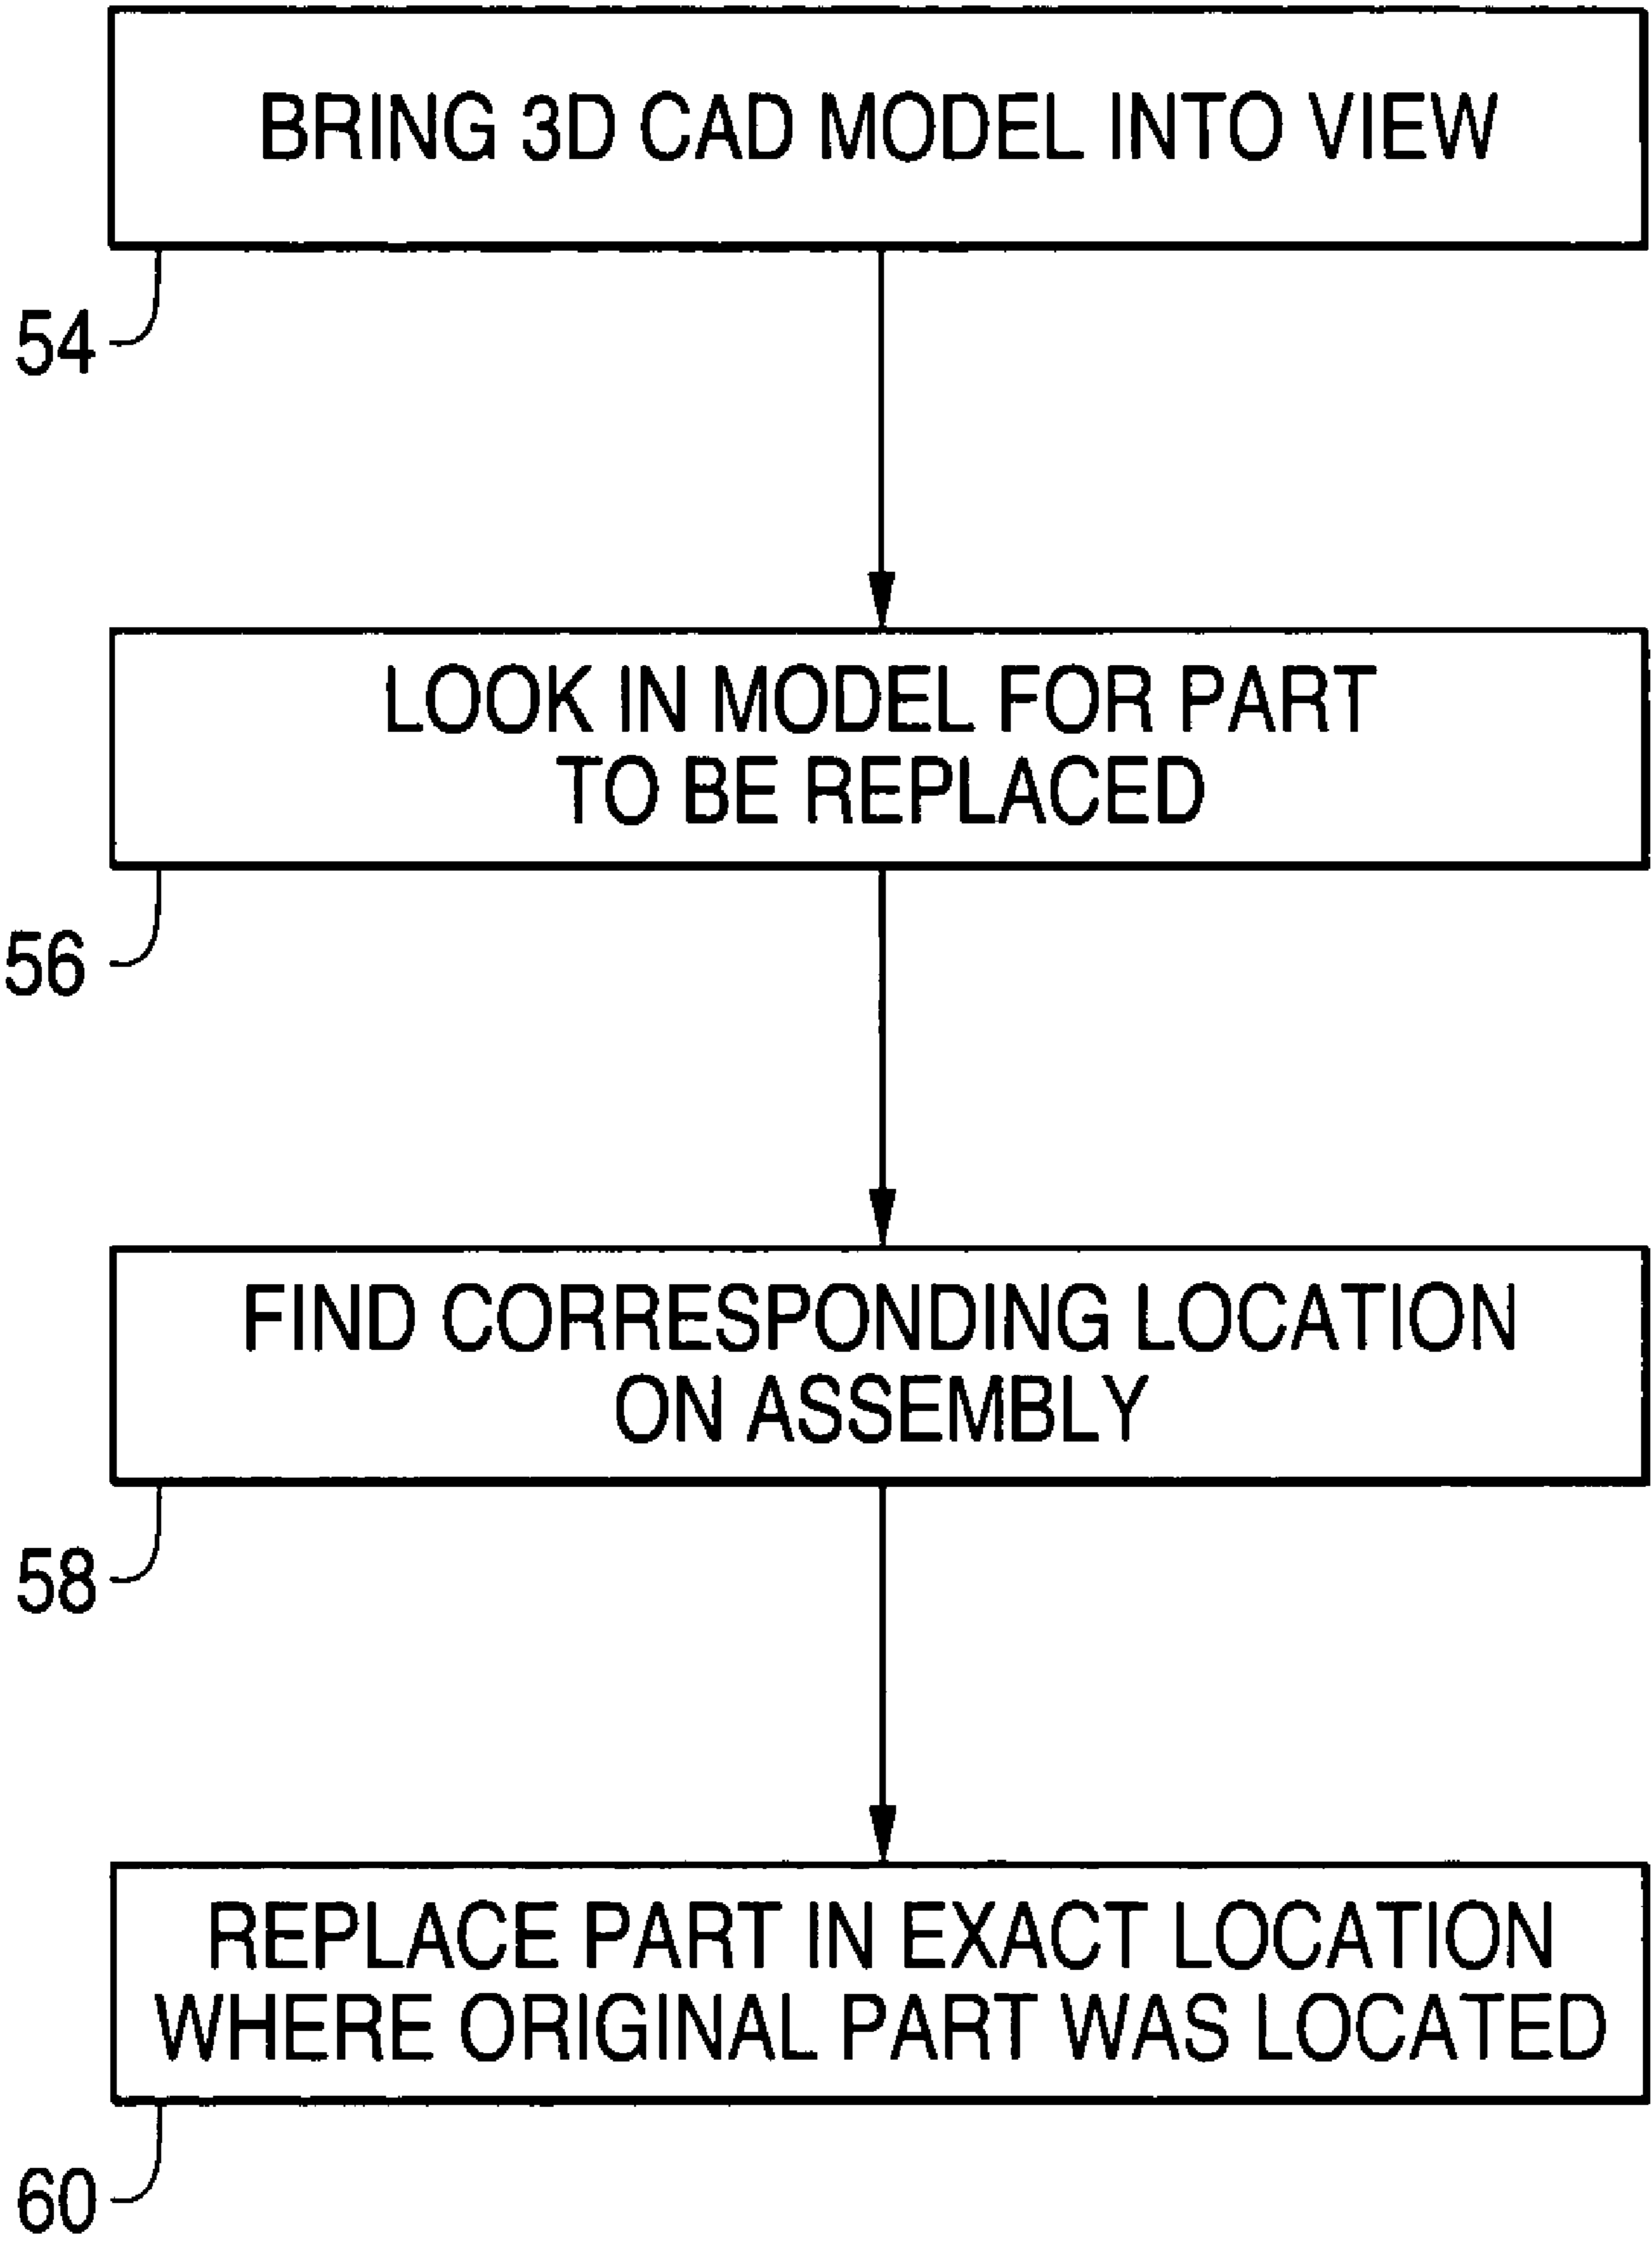 BRING 3D CAD MODEL INTO VIEW
54
LOOK IN MODEL FOR PART
TO BE REPLACED
56
FIND CORRESPONDING LOCATION
ON ASSEMBLY
58
REPLACE PART IN EXACT LOCATION
WHERE ORIGINAL PART WAS LOCATED
60